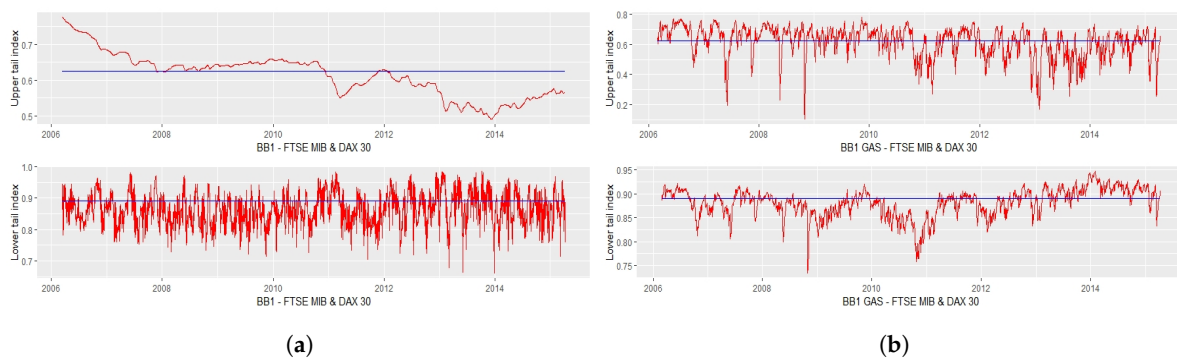 Upper tail index
0.7
0.6
0.5
2006 2008 2010 2012 2014
BB1 - FTSE MIB & DAX 30
Lower tail index
1.0
0.9
0.8
0.7
2006 2008 2010 2012 2014
BB1 - FTSE MIB & DAX 30
(a)
Upper tail index
0.8
0.6
0.4
0.2
2006 2008 2010 2012 2014
BB1 GAS - FTSE MIB & DAX 30
Lower tail index
0.95
0.90
0.85
0.80
0.75
2006 2008 2010 2012 2014
BB1 GAS - FTSE MIB & DAX 30
(b)